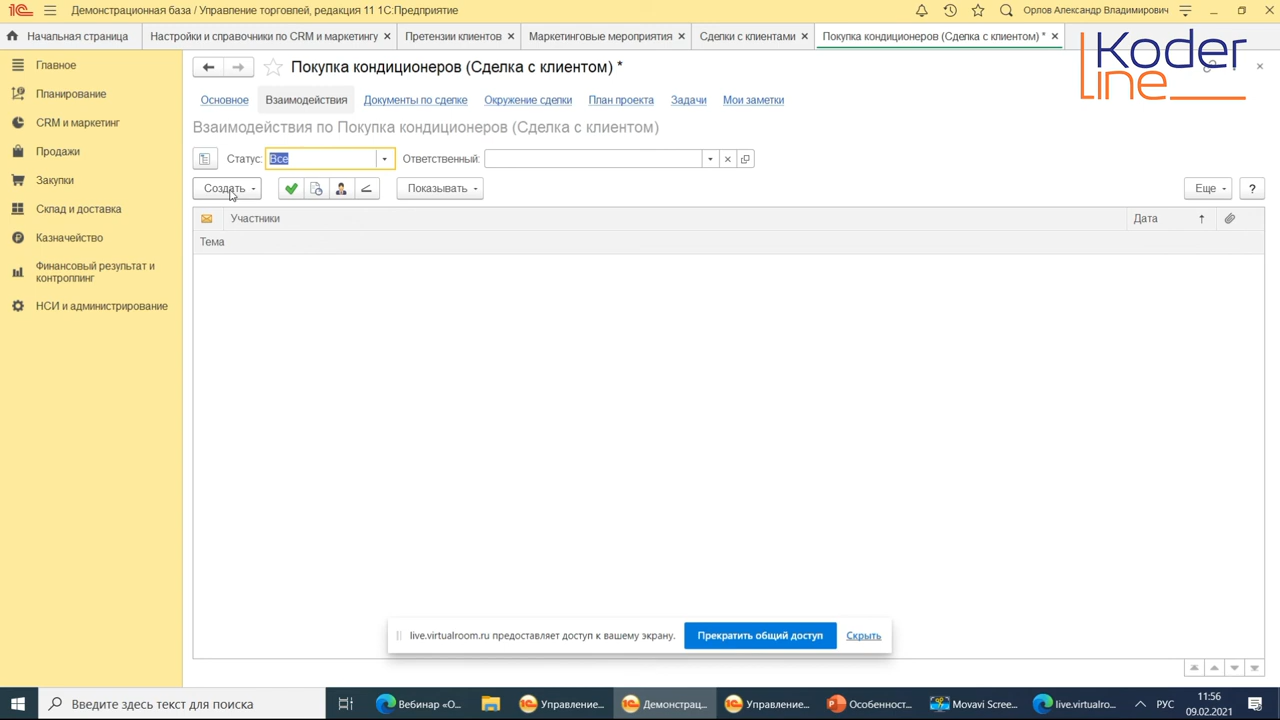 Демонстрационная база / Управление торговлей, редакция 11 1С:Предприятие
Орлов Александр Владимирович
Начальная страница
Настройки и справочники по CRM и маркетингу
Претензии клиентов
Маркетинговые мероприятия
Сделки с клиентами
Покупка кондиционеров (Сделка с клиентом) *
Koder
line
Главное
Планирование
CRM и маркетинг
Продажи
Закупки
Склад и доставка
Казначейство
Финансовый результат и
контроллинг
НСИ и администрирование
Покупка кондиционеров (Сделка с клиентом) *
Основное
Взаимодействия
Документы по сделке
Окружение сделки
План проекта
Задачи
Мои заметки
Взаимодействия по Покупка кондиционеров (Сделка с клиентом)
Статус:
Все
Ответственный:
Создать
Показывать
Еще
?
Участники
Дата
Тема
live.virtualroom.ru предоставляет доступ к вашему экрану.
Прекратить общий доступ
Скрыть
Введите здесь текст для поиска
Вебинар «О...
Управление...
Демонстрац...
Управление...
Особенност...
Movavi Scree...
live.virtualro...
РУС
11:56
09.02.2021